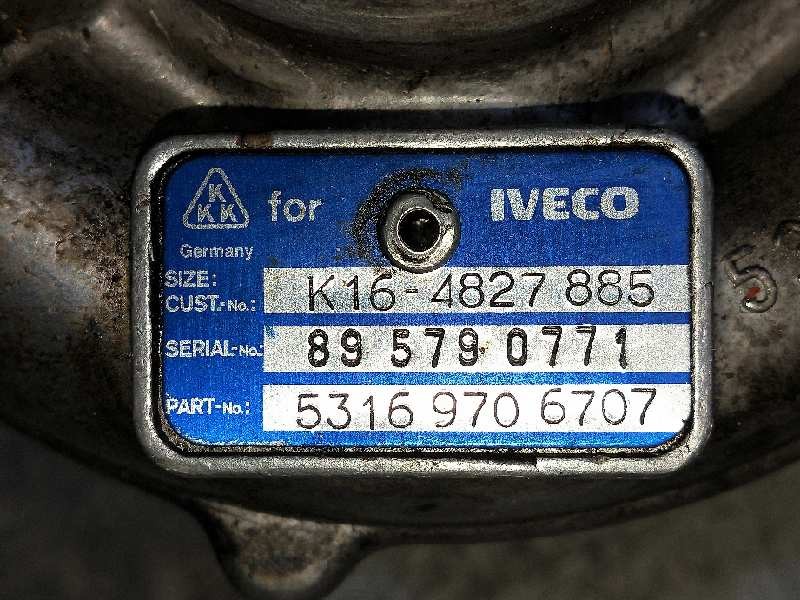 K
KK
for IVECO
Germany
SIZE:
CUST.-No.: K16-4827 885
SERIAL-No.: 89 579 0771
PART-No.: 5316 970 6707